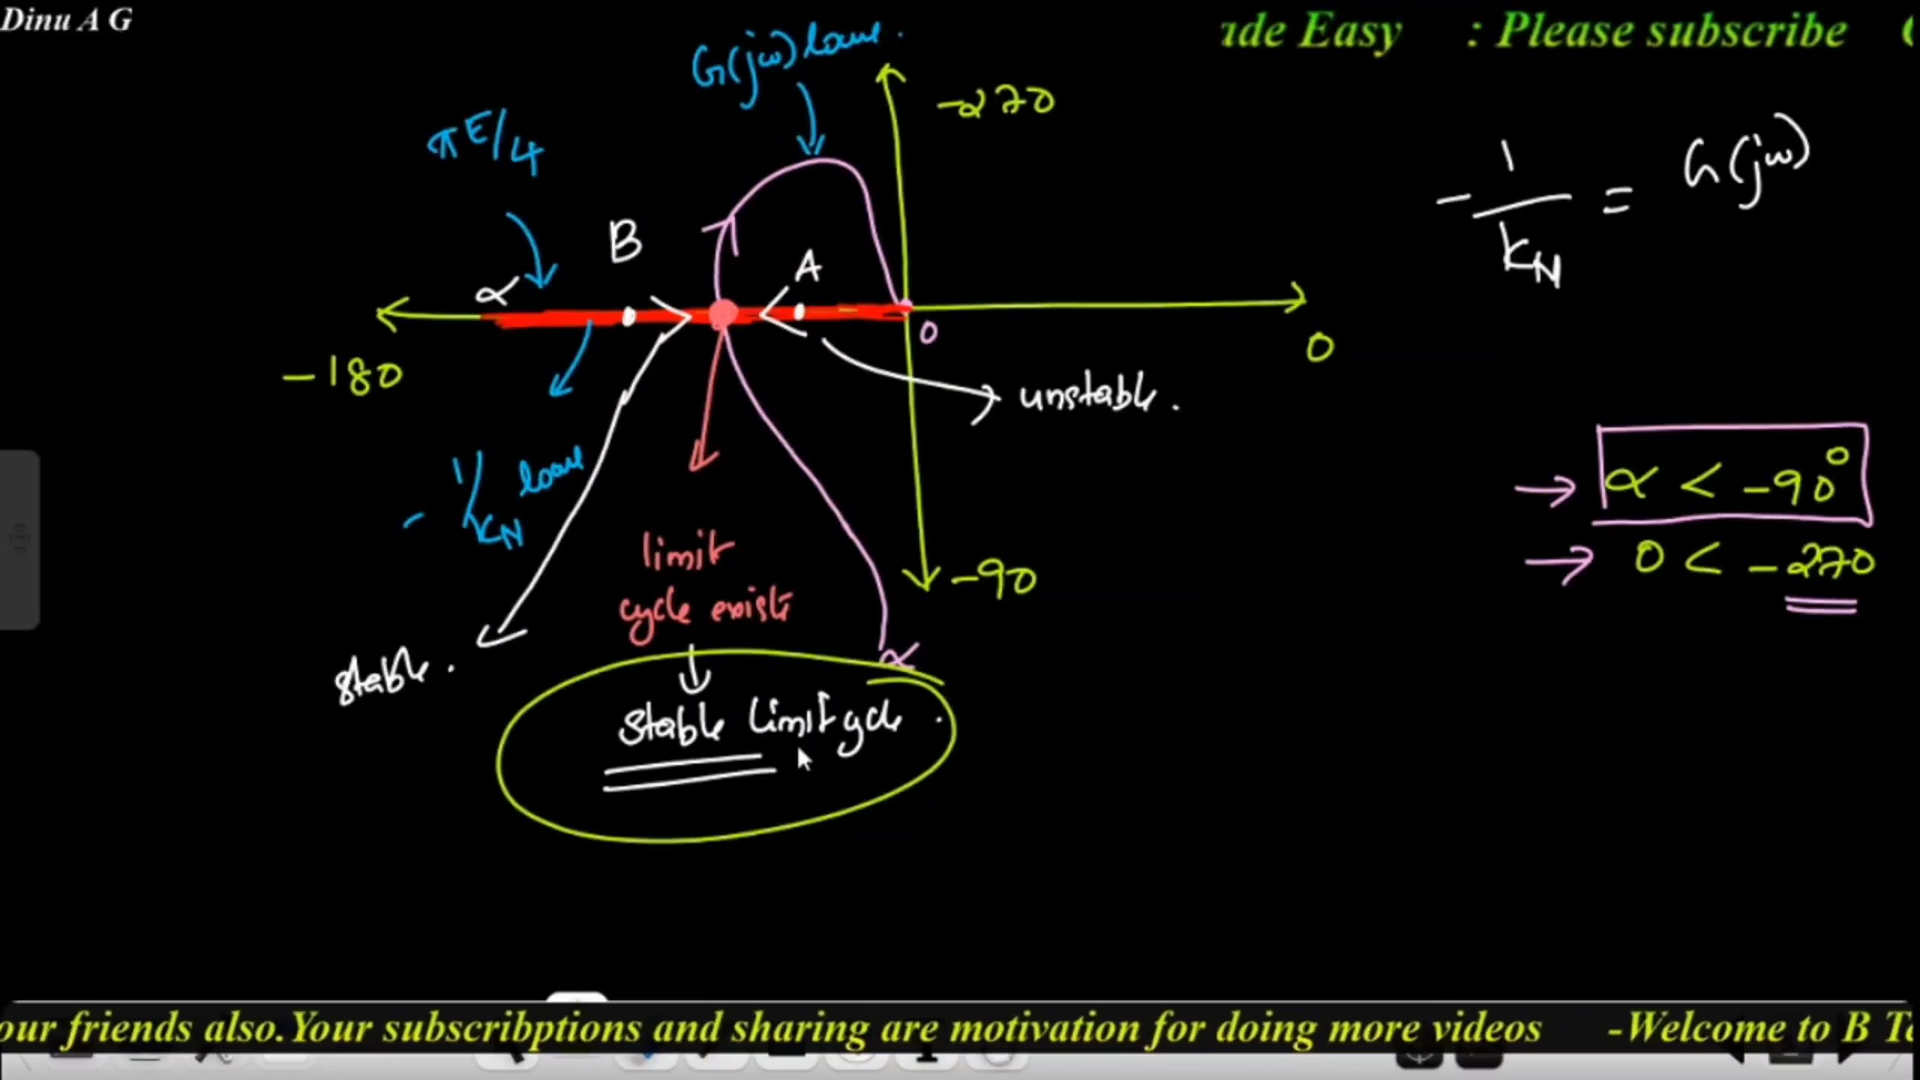 Dinu A G
ade Easy : Please subscribe
G(jω) locus.
-270
πE/4
-1/KN = G(jω)
B
A
α
0
-180
0
unstable.
-1/KN locus
α < -90°
0 < -270
limit
cycle exists
-90
α
stable.
stable limit cycle.
our friends also.Your subscribptions and sharing are motivation for doing more videos -Welcome to B Te